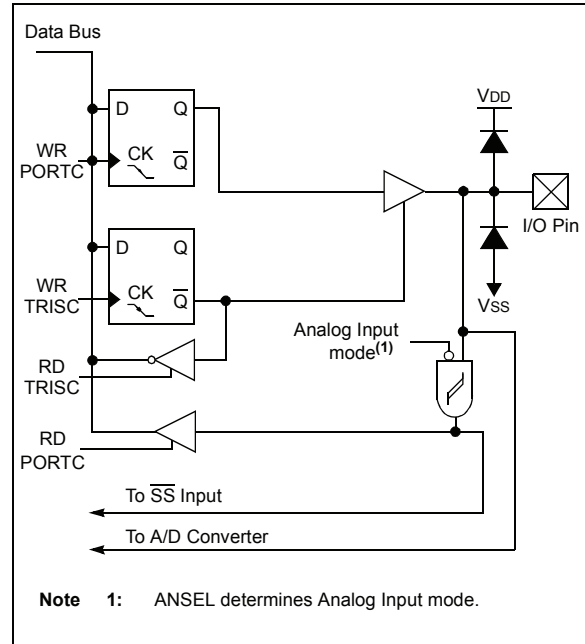 Data Bus
D Q
WR
PORTC
CK Q̅
VDD
I/O Pin
D Q
WR
TRISC
CK Q̅
VSS
Analog Input
mode(1)
RD
TRISC
RD
PORTC
To S̅S̅ Input
To A/D Converter
Note 1: ANSEL determines Analog Input mode.